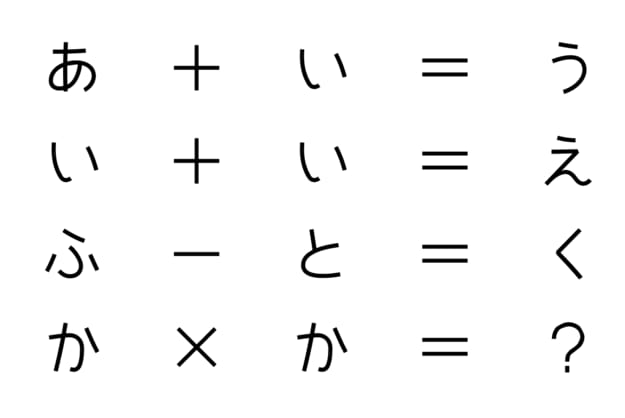 あ + い = う
い + い = え
ふ − と = く
か × か = ?